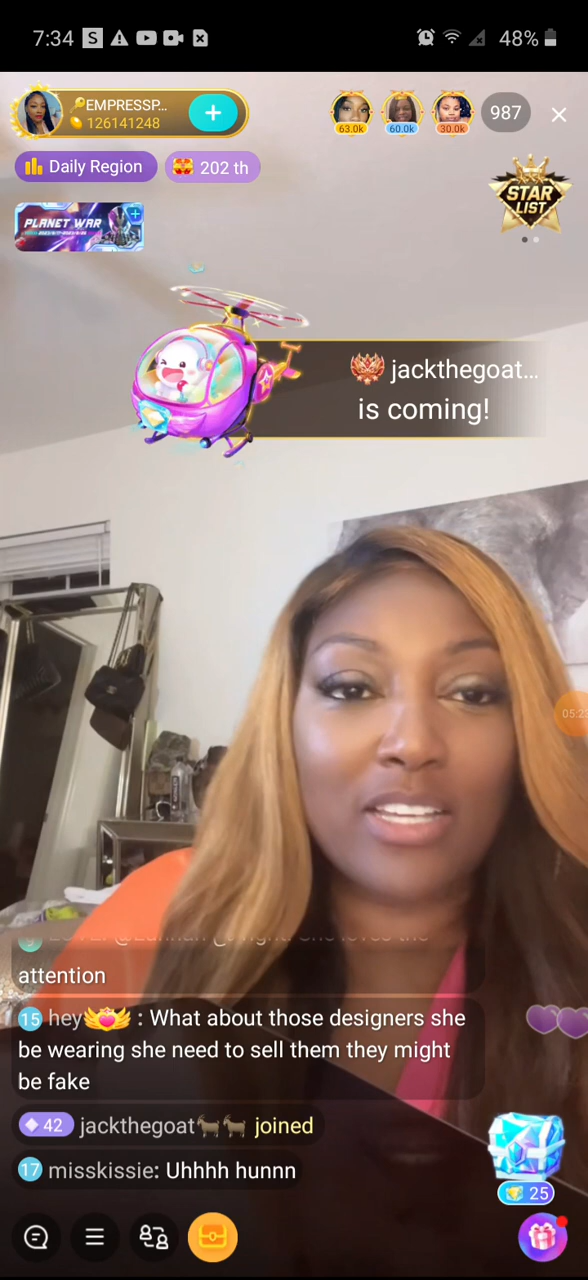 7:34
48%
EMPRESSP...
126141248
63.0k
60.0k
30.0k
987
Daily Region
202 th
PLANET WAR
STAR
LIST
jackthegoat...
is coming!
05:2
attention
15 hey : What about those designers she
be wearing she need to sell them they might
be fake
42 jackthegoat joined
17 misskissie: Uhhhh hunnn
25